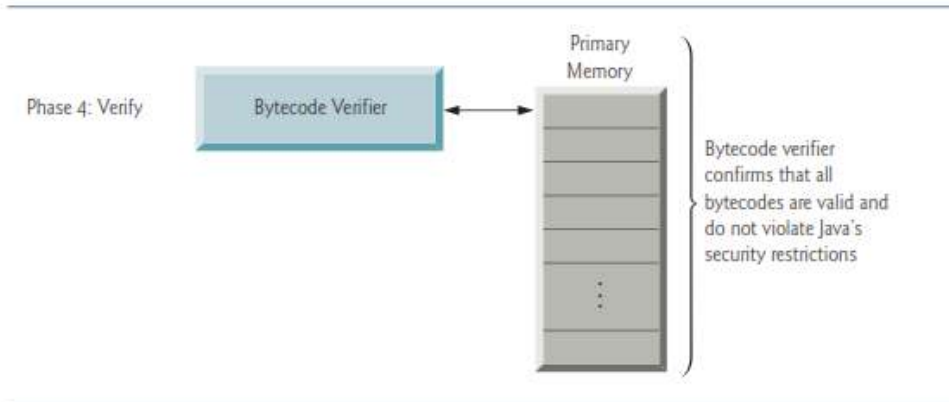 Primary
Memory
Phase 4: Verify
Bytecode Verifier
Bytecode verifier
confirms that all
bytecodes are valid and
do not violate Java's
security restrictions